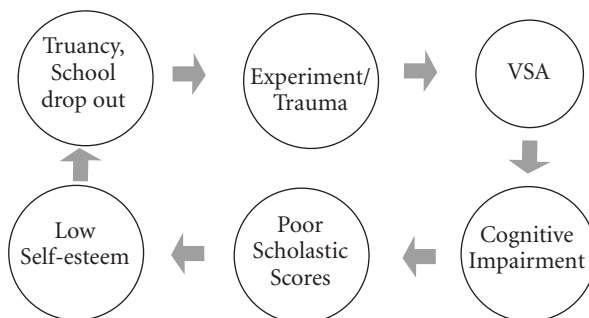 Truancy,
School
drop out
Experiment/
Trauma
VSA
Cognitive
Impairment
Poor
Scholastic
Scores
Low
Self-esteem